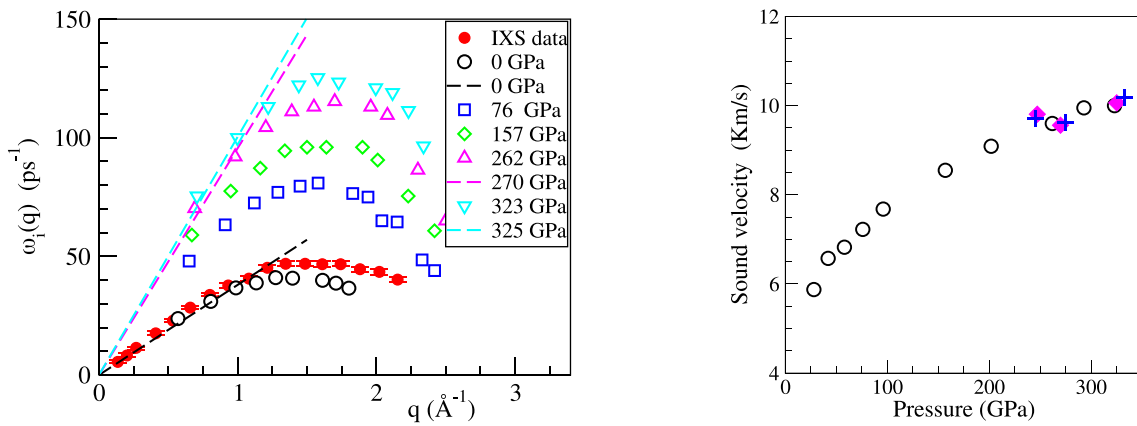 150
100
50
0
0
1
2
3
ωi(q) (ps-1)
q (Å-1)
IXS data
0 GPa
0 GPa
76 GPa
157 GPa
262 GPa
270 GPa
323 GPa
325 GPa
12
10
8
6
4
0
100
200
300
Sound velocity (Km/s)
Pressure (GPa)